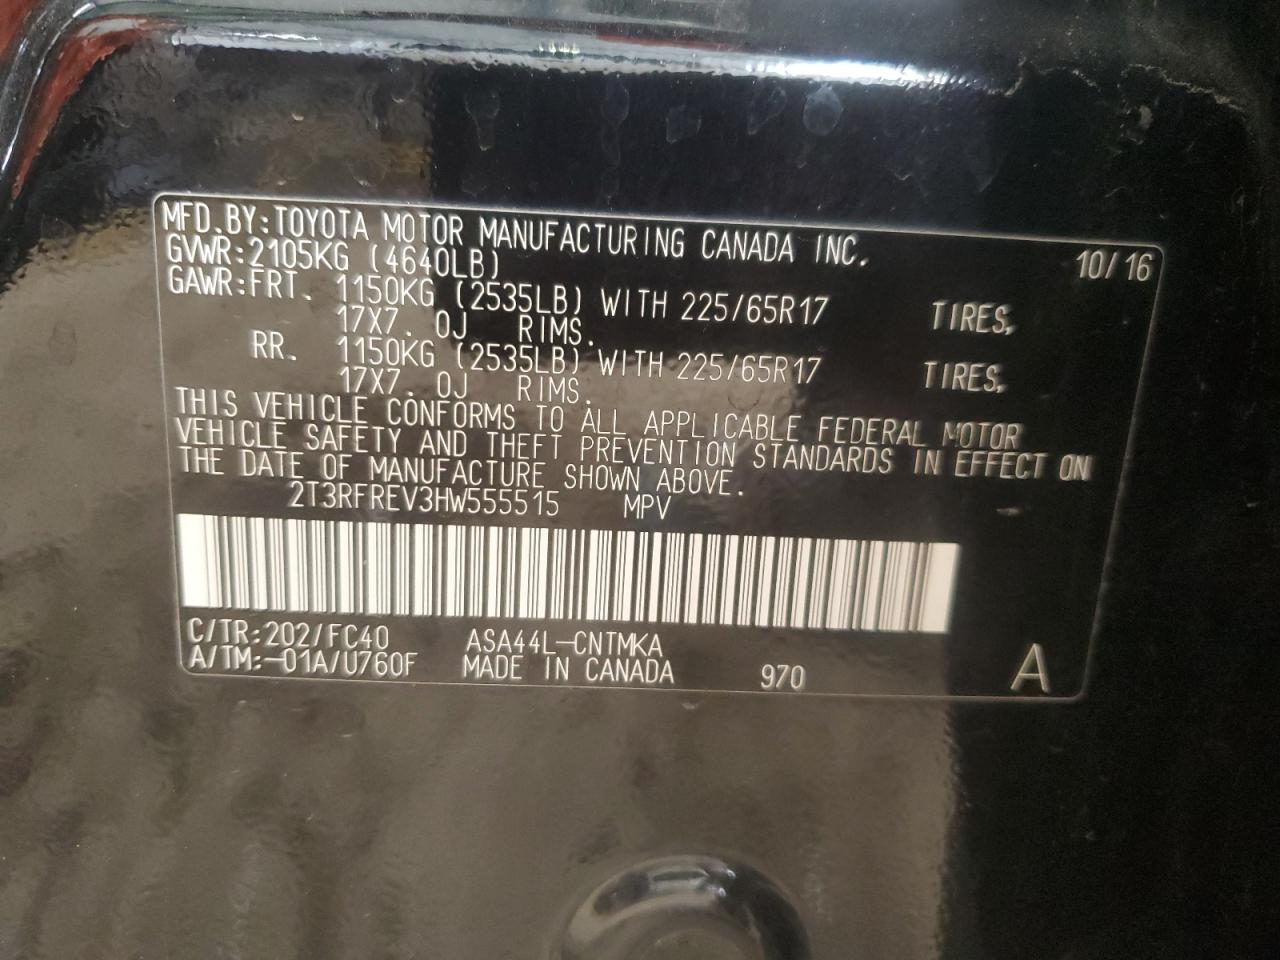 MFD.BY:TOYOTA MOTOR MANUFACTURING CANADA INC. 10/16
GVWR:2105KG (4640LB)
GAWR:FRT. 1150KG (2535LB) WITH 225/65R17 TIRES,
17X7.0J RIMS.
RR. 1150KG (2535LB) WITH 225/65R17 TIRES,
17X7.0J RIMS.
THIS VEHICLE CONFORMS TO ALL APPLICABLE FEDERAL MOTOR
VEHICLE SAFETY AND THEFT PREVENTION STANDARDS IN EFFECT ON
THE DATE OF MANUFACTURE SHOWN ABOVE.
2T3RFREV3HW555515 MPV
C/TR:202/FC40 ASA44L-CNTMKA
A/TM:-01A/U760F MADE IN CANADA 970 A